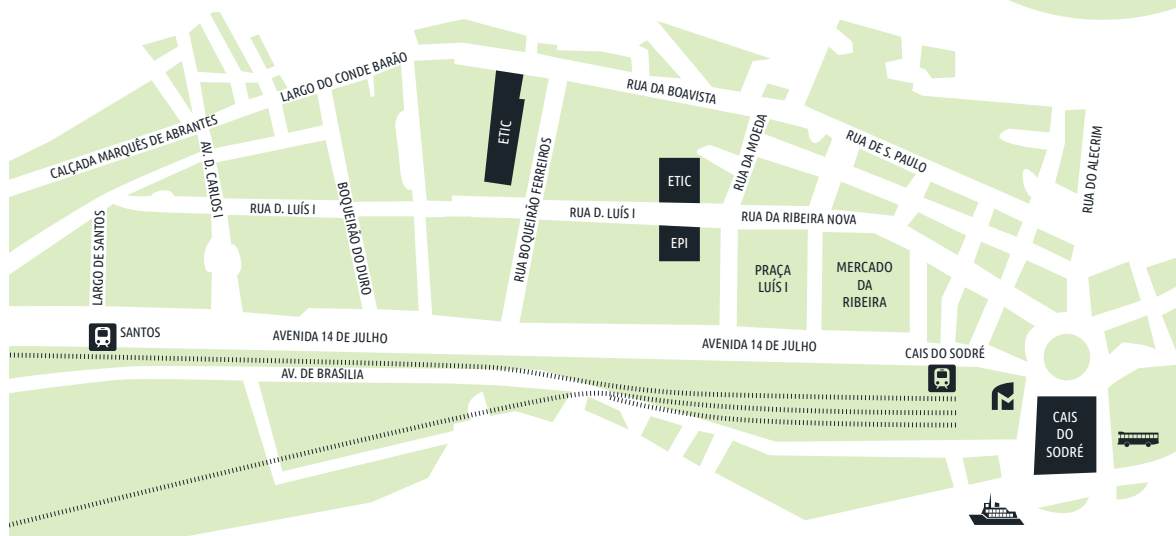 LARGO DO CONDE BARÃO
RUA DA BOAVISTA
CALÇADA MARQUÊS DE ABRANTES
AV. D. CARLOS I
ETIC
RUA BOQUEIRÃO FERREIROS
RUA DA MOEDA
RUA DE S. PAULO
RUA DO ALECRIM
BOQUEIRÃO DO DURO
ETIC
LARGO DE SANTOS
RUA D. LUÍS I
RUA D. LUÍS I
RUA DA RIBEIRA NOVA
EPI
PRAÇA
LUÍS I
MERCADO
DA
RIBEIRA
SANTOS
AVENIDA 14 DE JULHO
AVENIDA 14 DE JULHO
CAIS DO SODRÉ
AV. DE BRASILIA
CAIS
DO
SODRÉ